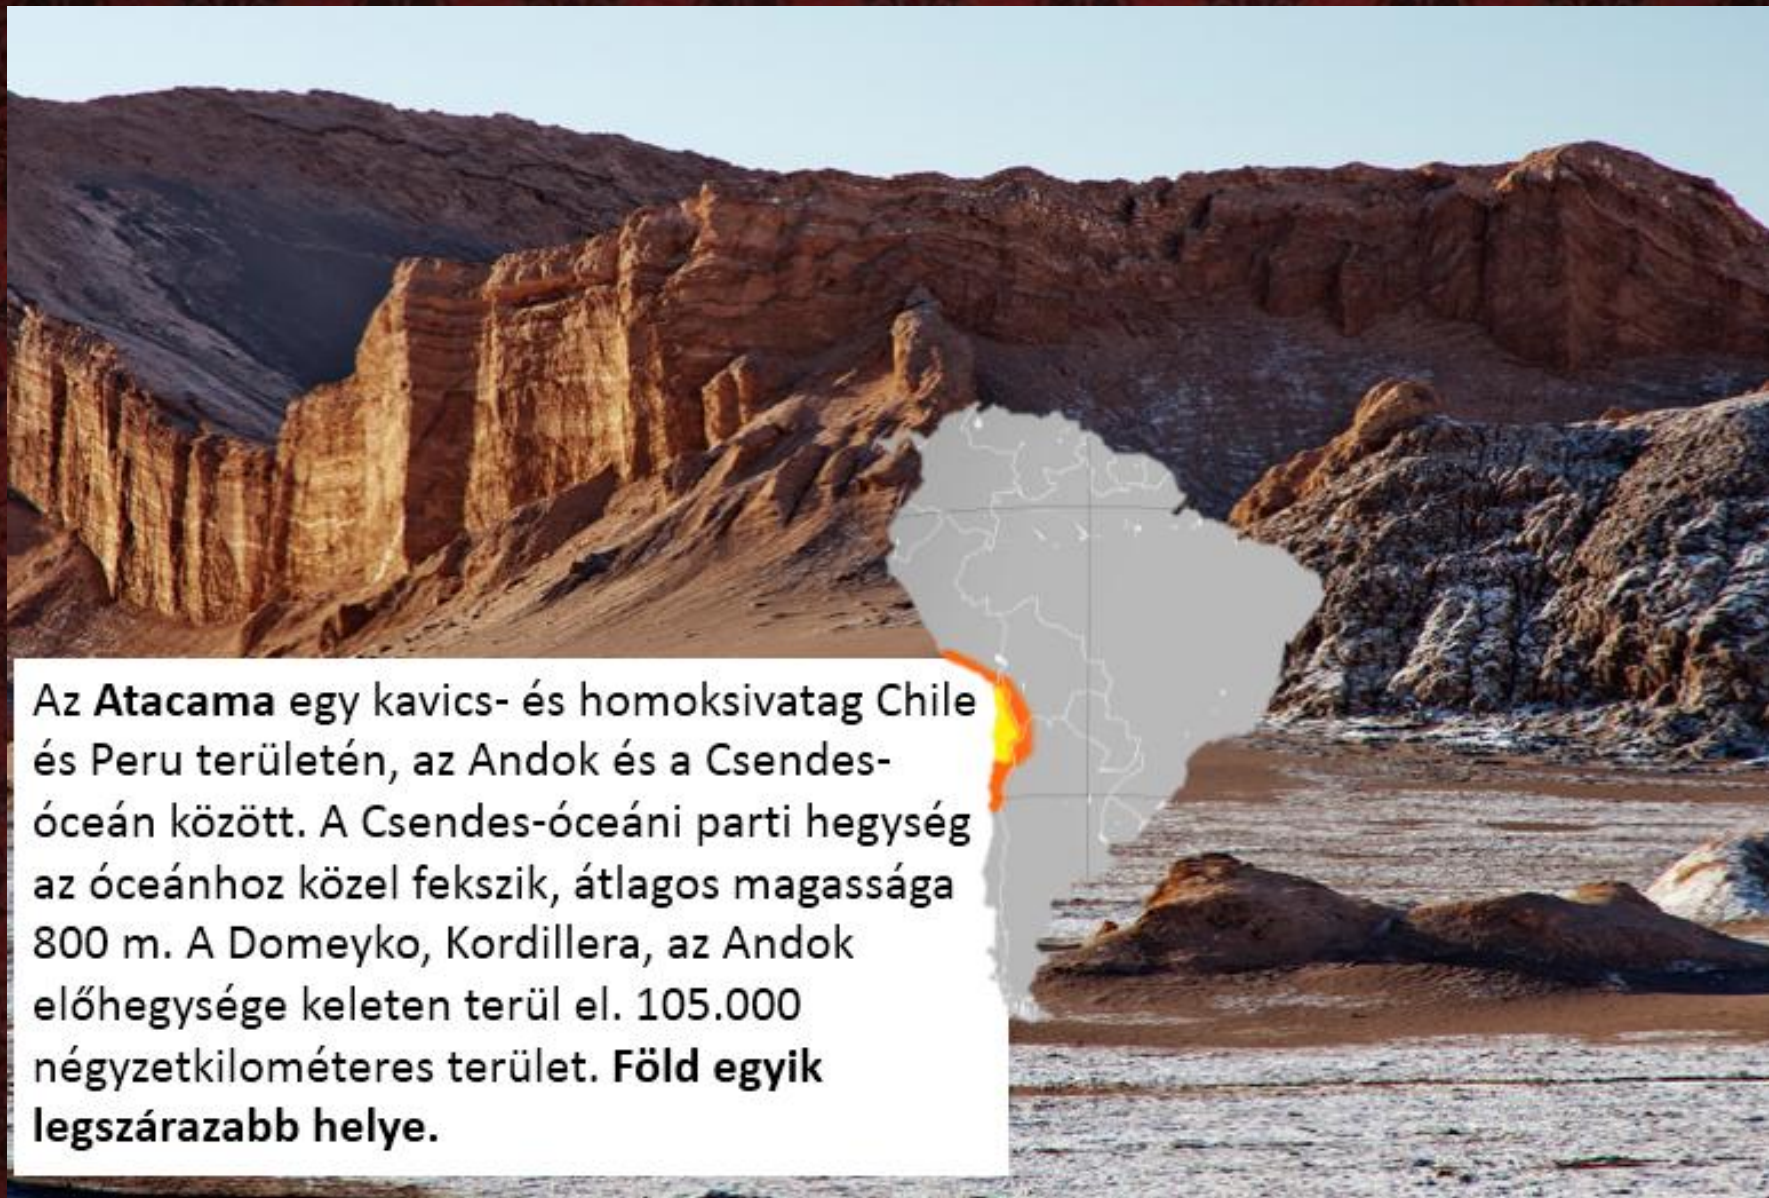 Az Atacama egy kavics- és homoksivatag Chile
és Peru területén, az Andok és a Csendes-
óceán között. A Csendes-óceáni parti hegység
az óceánhoz közel fekszik, átlagos magassága
800 m. A Domeyko, Kordillera, az Andok
előhegysége keleten terül el. 105.000
négyzetkilométeres terület. Föld egyik
legszárazabb helye.